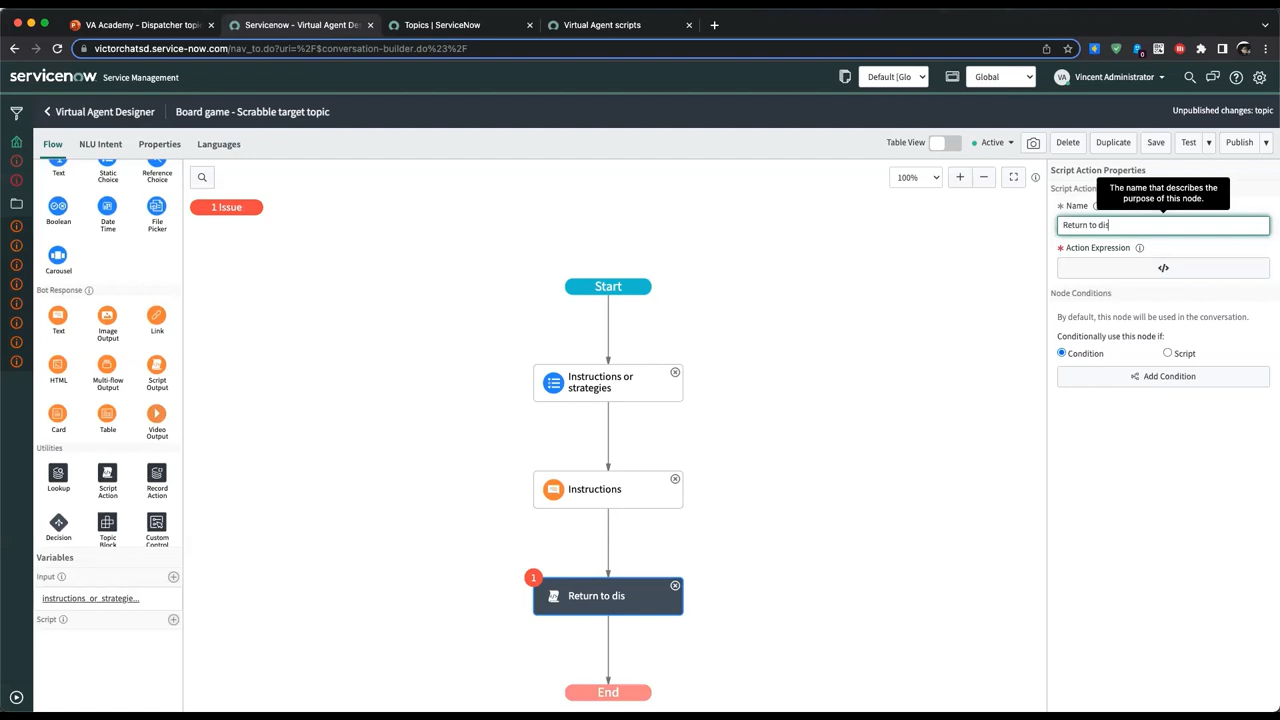 VA Academy - Dispatcher topi
Servicenow - Virtual Agent De
Topics | ServiceNow
Virtual Agent scripts
victorchatsd.service-now.com/nav_to.do?uri=%2F$conversation-builder.do%23%2F
0
servicenow Service Management
Default [Glo
Global
VA Vincent Administrator
Virtual Agent Designer
Board game - Scrabble target topic
Unpublished changes: topic
Flow
NLU Intent
Properties
Languages
Table View
Active
Delete
Duplicate
Save
Test
Publish
Text
Static Choice
Reference Choice
Boolean
Date Time
File Picker
Carousel
Bot Response
Text
Image Output
Link
HTML
Multi-flow Output
Script Output
Card
Table
Video Output
Utilities
Lookup
Script Action
Record Action
Decision
Topic Block
Custom Control
Variables
Input
instructions_or_strategie...
Script
100%
1 Issue
Start
Instructions or
strategies
Instructions
1
Return to dis
End
Script Action Properties
Script Action
The name that describes the
purpose of this node.
* Name
Return to dis
* Action Expression
</>
Node Conditions
By default, this node will be used in the conversation.
Conditionally use this node if:
Condition
Script
Add Condition